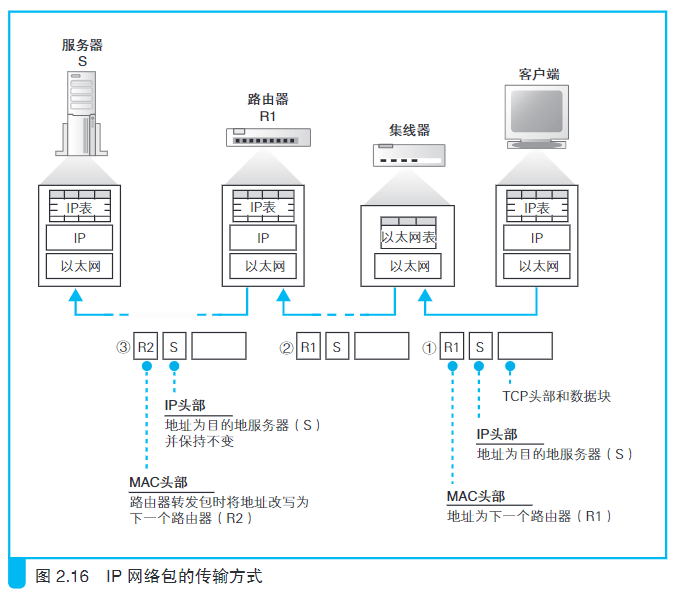 服务器
S
路由器
R1
集线器
客户端
IP表
IP
以太网
IP表
IP
以太网
以太网表
以太网
IP表
IP
以太网
③ R2 S
② R1 S
① R1 S
TCP头部和数据块
IP头部
地址为目的地服务器（S）
并保持不变
IP头部
地址为目的地服务器（S）
MAC头部
路由器转发包时将地址改写为
下一个路由器（R2）
MAC头部
地址为下一个路由器（R1）
图 2.16 IP 网络包的传输方式